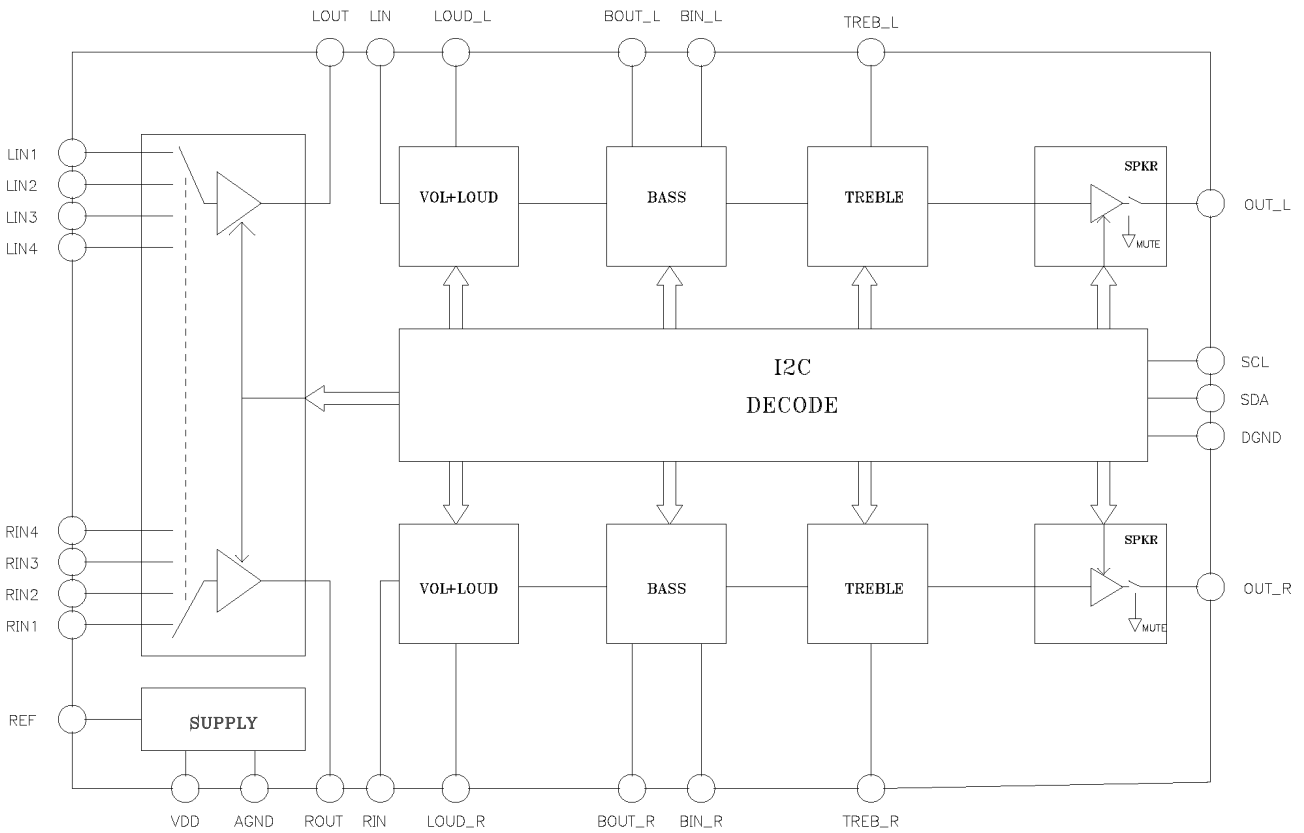 LOUT LIN LOUD_L BOUT_L BIN_L TREB_L
LIN1
LIN2
LIN3
LIN4
VOL+LOUD
BASS
TREBLE
SPKR
MUTE
OUT_L
I2C
DECODE
SCL
SDA
DGND
RIN4
RIN3
RIN2
RIN1
VOL+LOUD
BASS
TREBLE
SPKR
MUTE
OUT_R
REF
SUPPLY
VDD AGND ROUT RIN LOUD_R BOUT_R BIN_R TREB_R